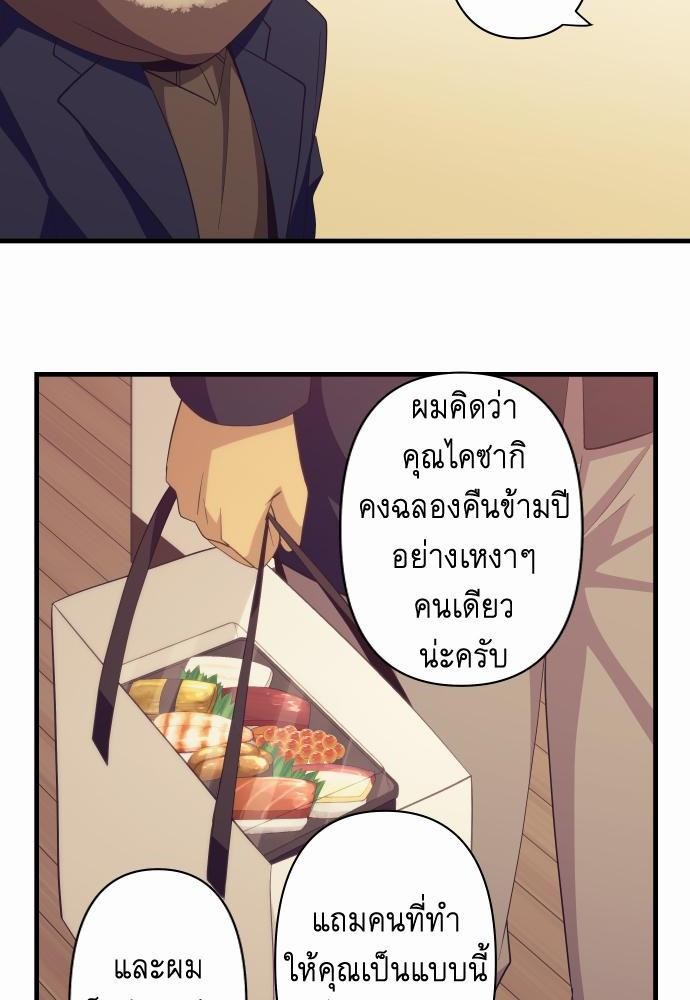 ผมคิดว่า
คุณไคซากิ
คงฉลองคืนข้ามปี
อย่างเหงาๆ
คนเดียว
น่ะครับ
แถมคนที่ทำ
ให้คุณเป็นแบบนี้
และผม